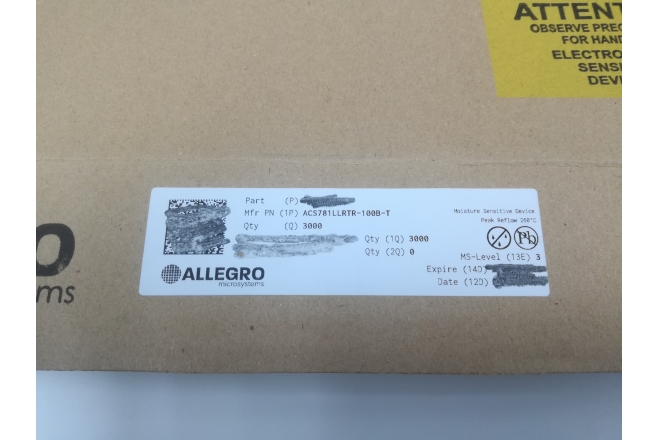 ATTENT
OBSERVE PREC
FOR HAND
ELECTRO
SENSI
DEVI
Part (P)
Mfr PN (1P) ACS781LLRTR-100B-T
Qty (Q) 3000
Qty (1Q) 3000
Qty (2Q) 0
ALLEGRO
microsystems
Moisture Sensitive Device
Peak Reflow 260°C
Pb
MS-Level (13E) 3
Expire (14D)
Date (12D)
o
ms